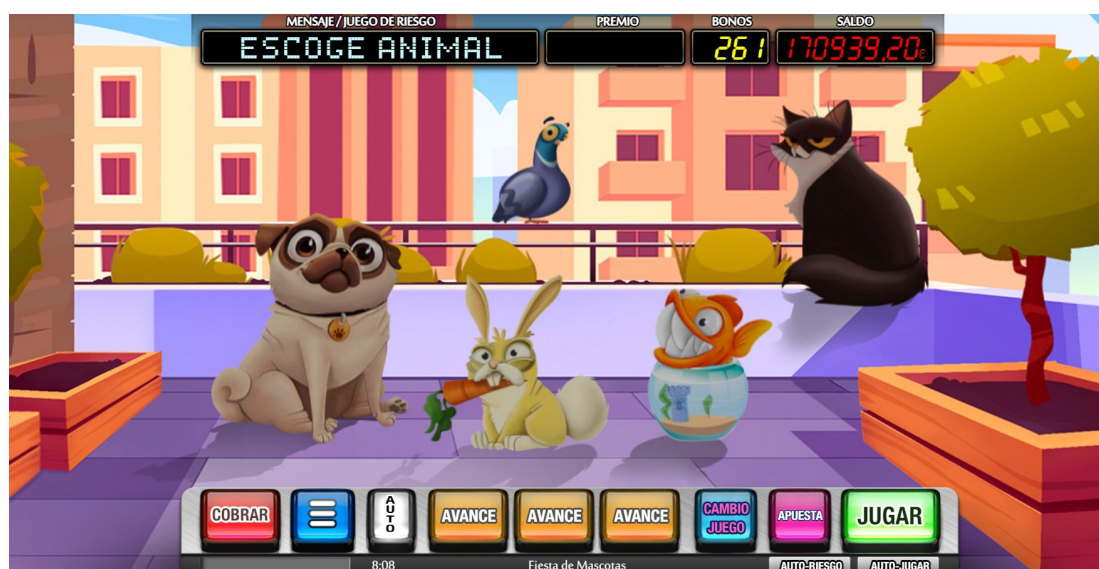 MENSAJE / JUEGO DE RIESGO PREMIO BONOS SALDO
ESCOGE ANIMAL 261 170939,20€
COBRAR AUTO AVANCE AVANCE AVANCE CAMBIO JUEGO APUESTA JUGAR
8:08 Fiesta de Mascotas AUTO-RIESGO AUTO-JUGAR